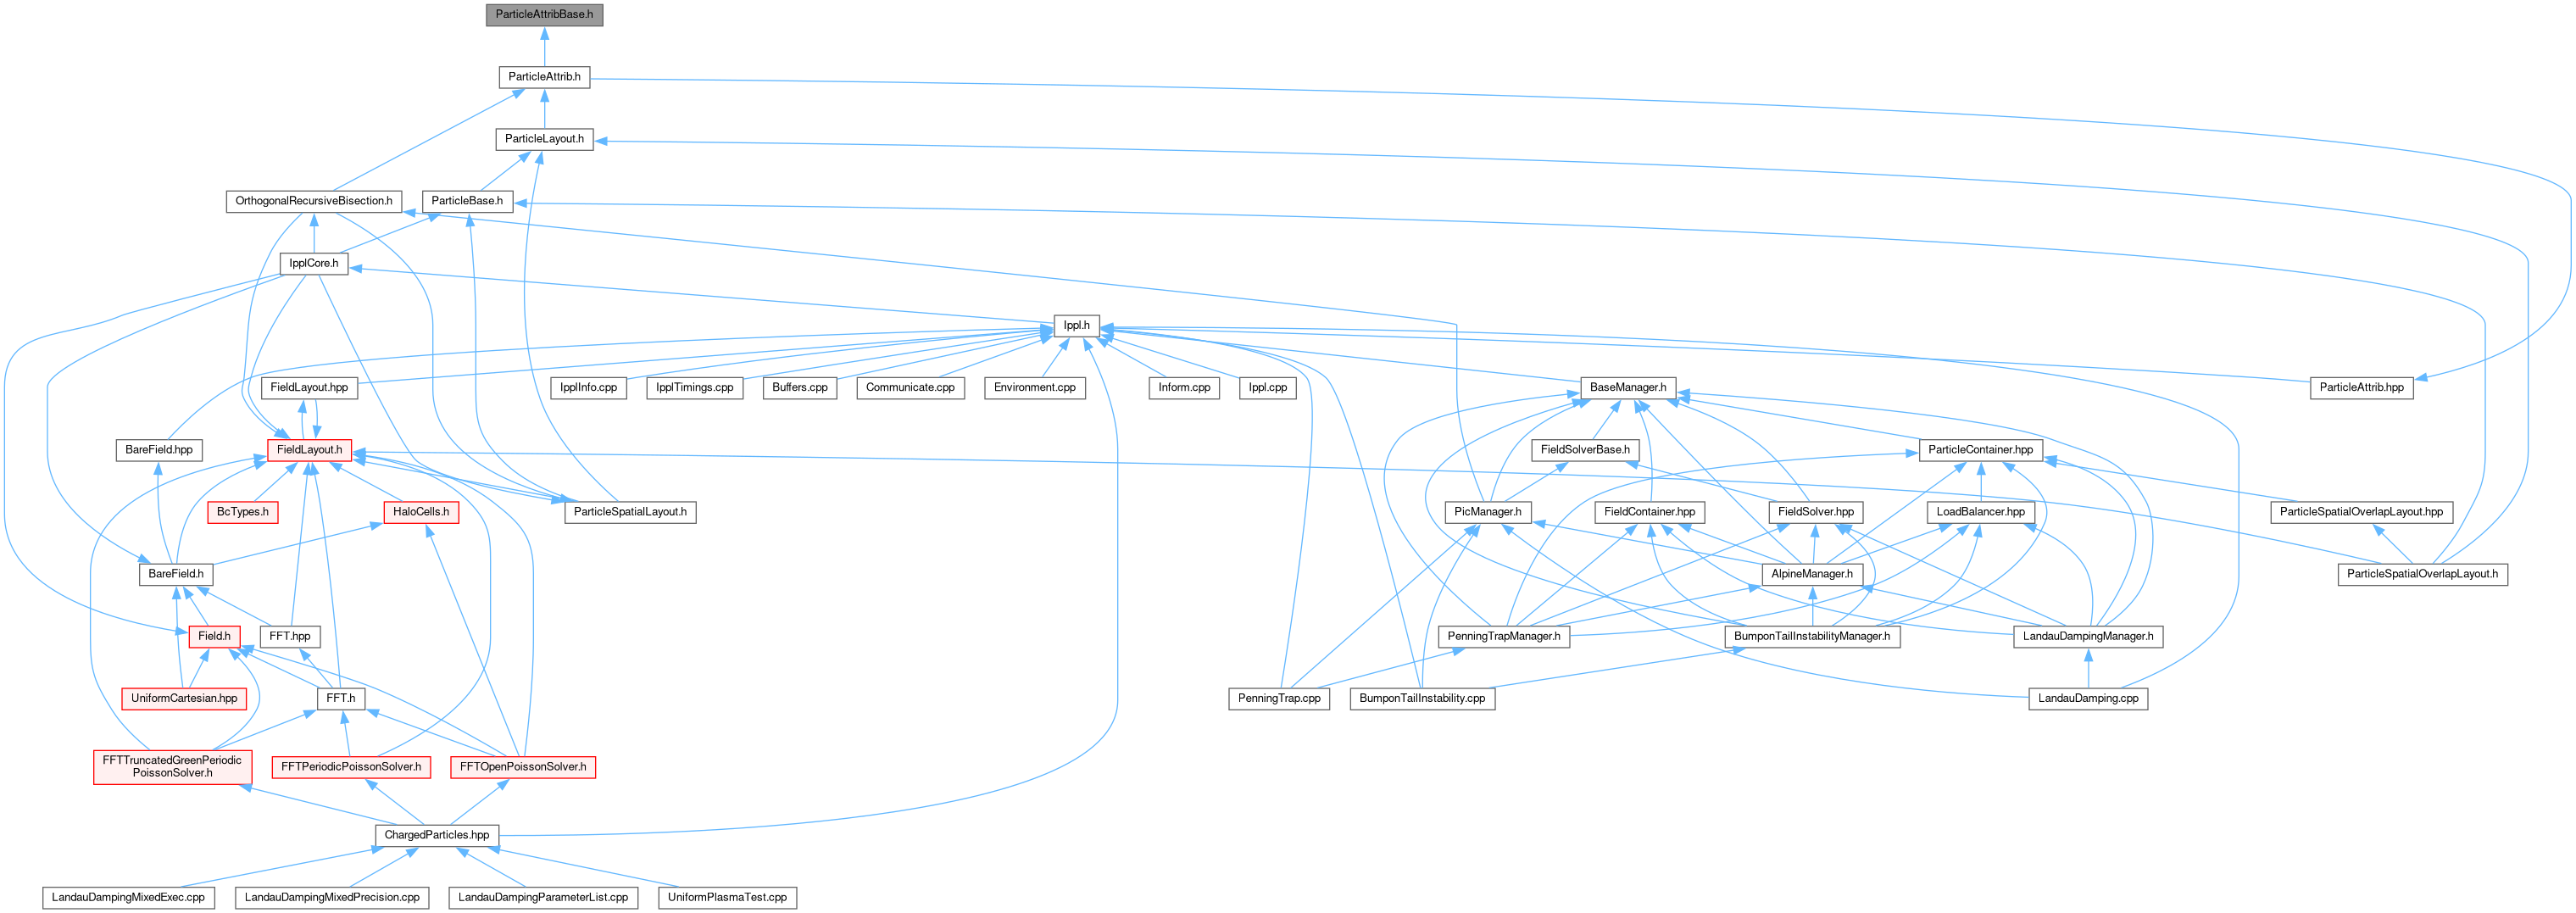 ParticleAttribBase.h
ParticleAttrib.h
ParticleLayout.h
OrthogonalRecursiveBisection.h
ParticleBase.h
IpplCore.h
Ippl.h
FieldLayout.hpp
IpplInfo.cpp
IpplTimings.cpp
Buffers.cpp
Communicate.cpp
Environment.cpp
Inform.cpp
Ippl.cpp
BaseManager.h
ParticleAttrib.hpp
BareField.hpp
FieldLayout.h
FieldSolverBase.h
ParticleContainer.hpp
BcTypes.h
HaloCells.h
ParticleSpatialLayout.h
PicManager.h
FieldContainer.hpp
FieldSolver.hpp
LoadBalancer.hpp
ParticleSpatialOverlapLayout.hpp
BareField.h
AlpineManager.h
ParticleSpatialOverlapLayout.h
Field.h
FFT.hpp
PenningTrapManager.h
BumponTailInstabilityManager.h
LandauDampingManager.h
UniformCartesian.hpp
FFT.h
PenningTrap.cpp
BumponTailInstability.cpp
LandauDamping.cpp
FFTTruncatedGreenPeriodic
PoissonSolver.h
FFTPeriodicPoissonSolver.h
FFTOpenPoissonSolver.h
ChargedParticles.hpp
LandauDampingMixedExec.cpp
LandauDampingMixedPrecision.cpp
LandauDampingParameterList.cpp
UniformPlasmaTest.cpp